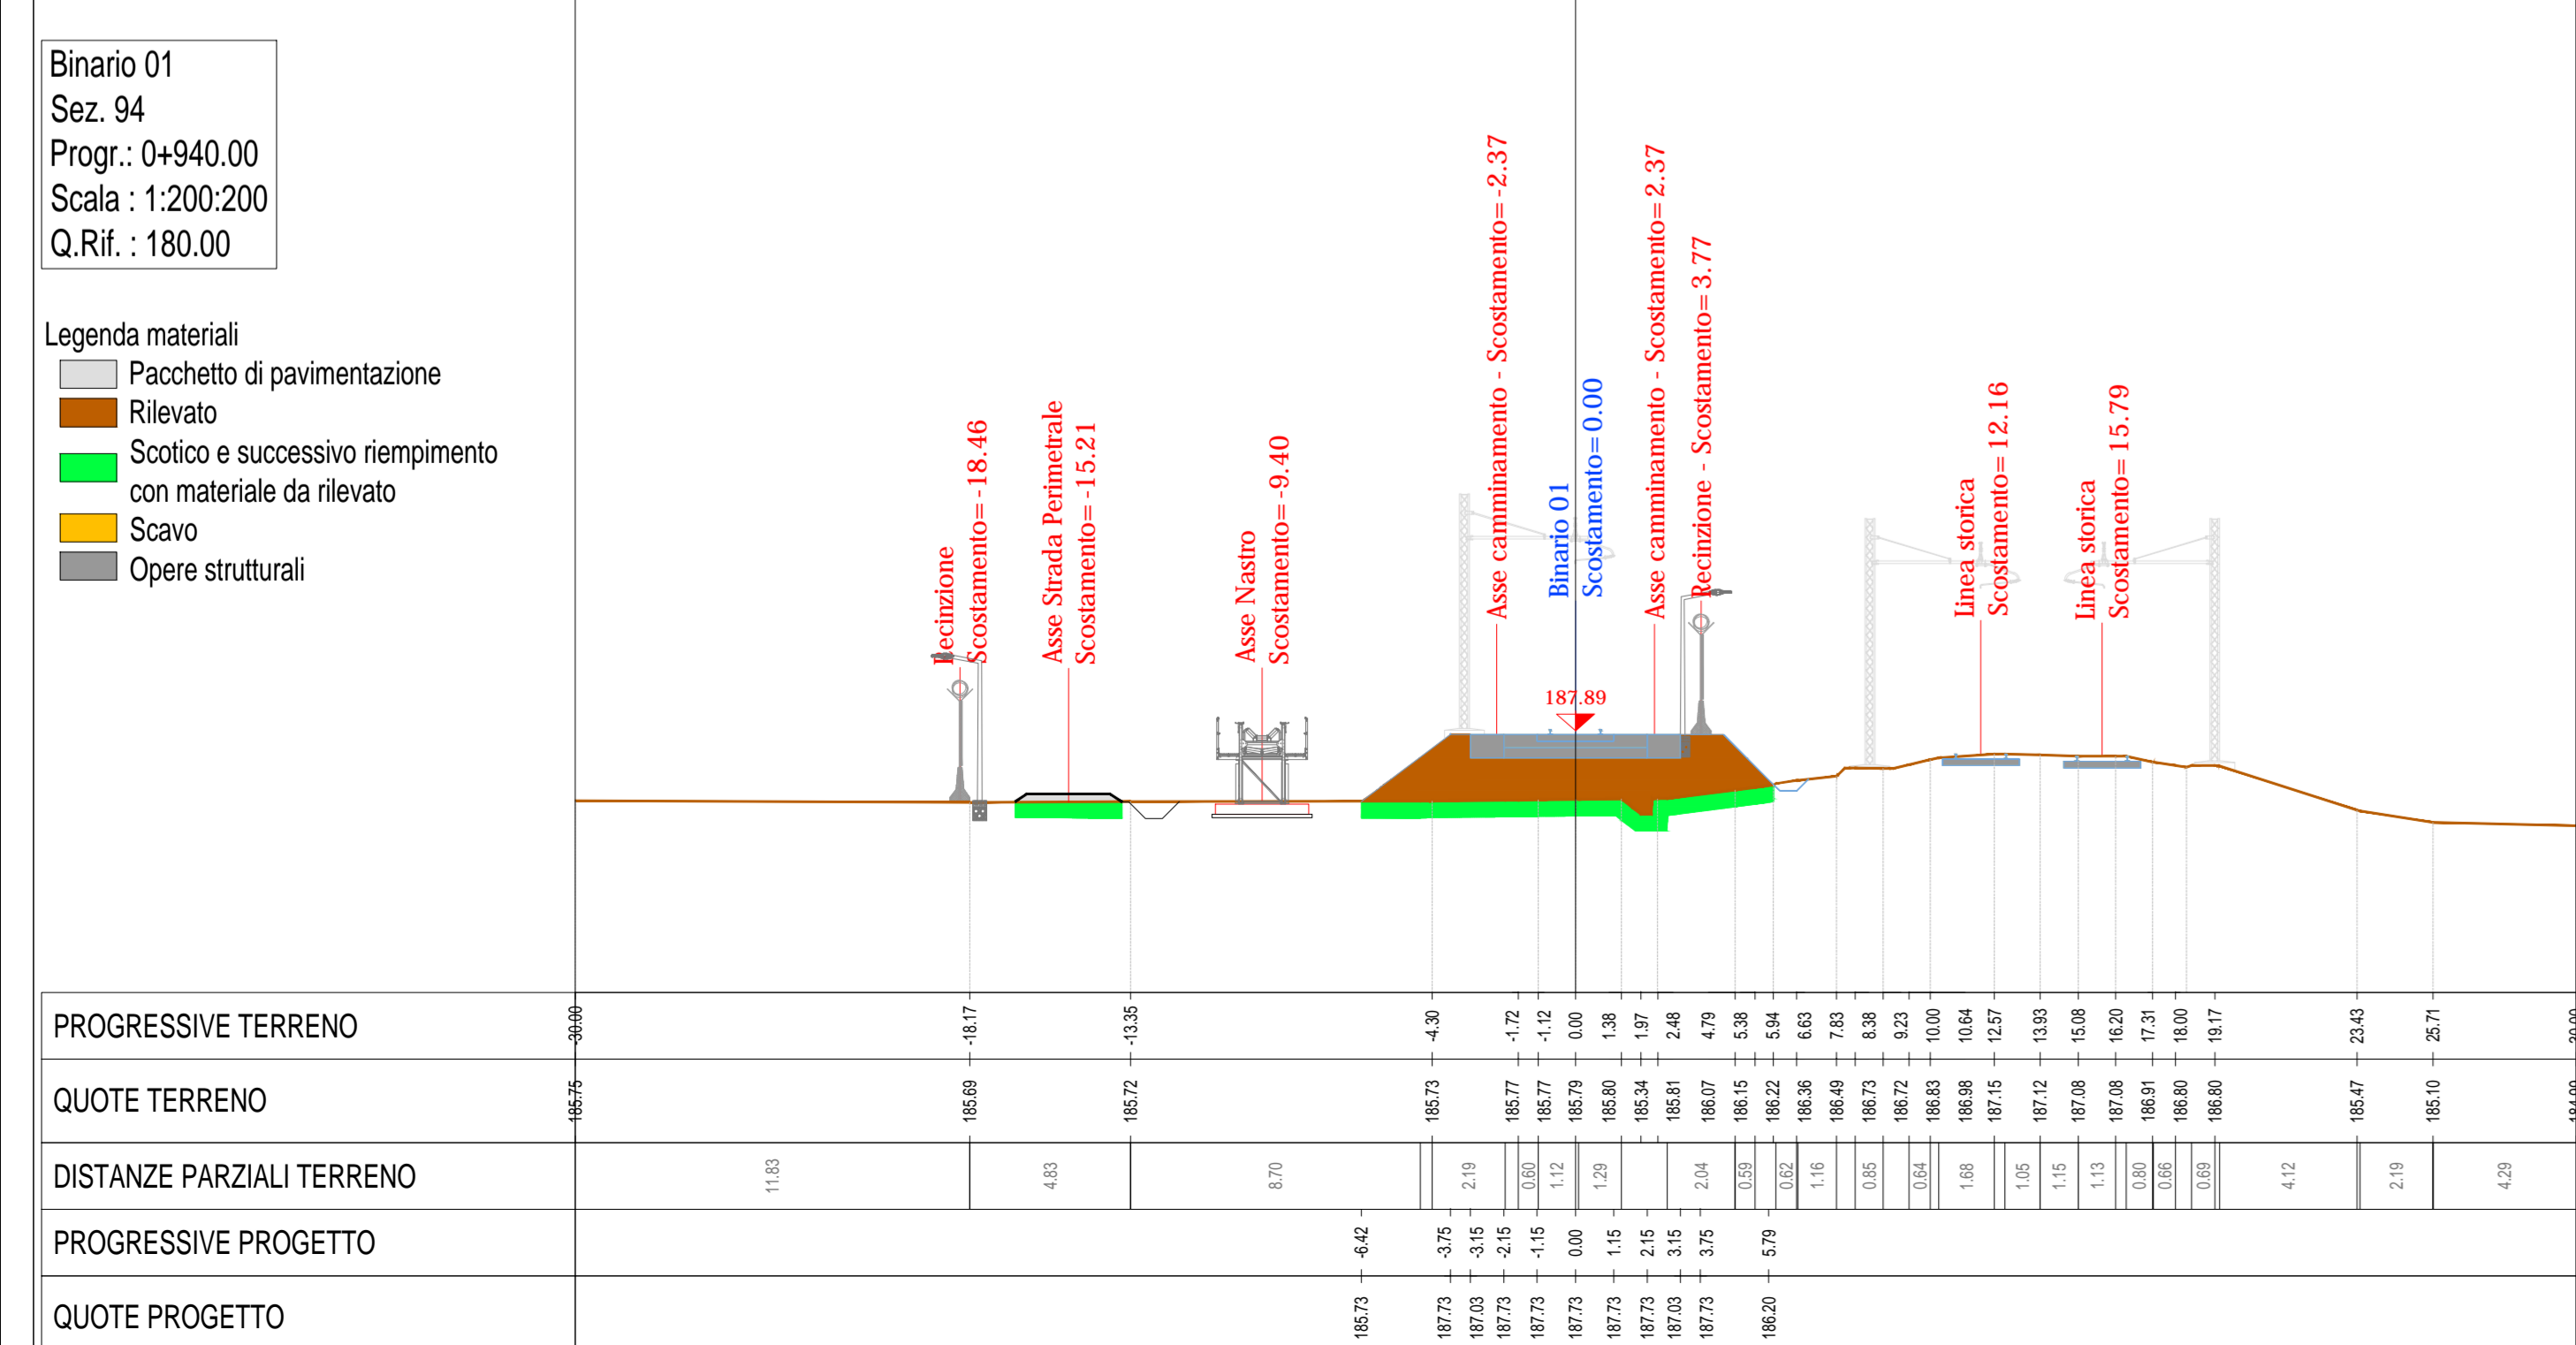 Binario 01
Sez. 94
Progr.: 0+940.00
Scala : 1:200:200
Q.Rif. : 180.00
Legenda materiali
Pacchetto di pavimentazione
Rilevato
Scotico e successivo riempimento
con materiale da rilevato
Scavo
Opere strutturali
Recinzione
Scostamento=-18.46
Asse Strada Perimetrale
Scostamento=-15.21
Asse Nastro
Scostamento=-9.40
Asse camminamento - Scostamento=-2.37
Binario 01
Scostamento=0.00
Asse camminamento - Scostamento=2.37
Recinzione - Scostamento=3.77
Linea storica
Scostamento=12.16
Linea storica
Scostamento=15.79
187.89
PROGRESSIVE TERRENO -30.00 -18.17 -13.35 -4.30 -1.72 -1.12 0.00 1.38 1.97 2.48 4.79 5.38 5.94 6.63 7.83 8.38 9.23 10.00 10.64 12.57 13.93 15.08 16.20 17.31 18.00 19.17 23.43 25.71
QUOTE TERRENO 185.75 185.69 185.72 185.73 185.77 185.77 185.79 185.80 185.34 185.81 186.07 186.15 186.22 186.36 186.49 186.73 186.72 186.83 186.98 187.15 187.12 187.08 187.08 186.91 186.80 186.80 185.47 185.10
DISTANZE PARZIALI TERRENO 11.83 4.83 8.70 2.19 0.60 1.12 1.29 2.04 0.59 0.62 1.16 0.85 0.64 1.68 1.05 1.15 1.13 0.80 0.66 0.69 4.12 2.19 4.29
PROGRESSIVE PROGETTO -6.42 -3.75 -3.15 -2.15 -1.15 0.00 1.15 2.15 3.15 3.75 5.79
QUOTE PROGETTO 185.73 187.73 187.03 187.73 187.73 187.73 187.73 187.73 187.03 187.73 186.20